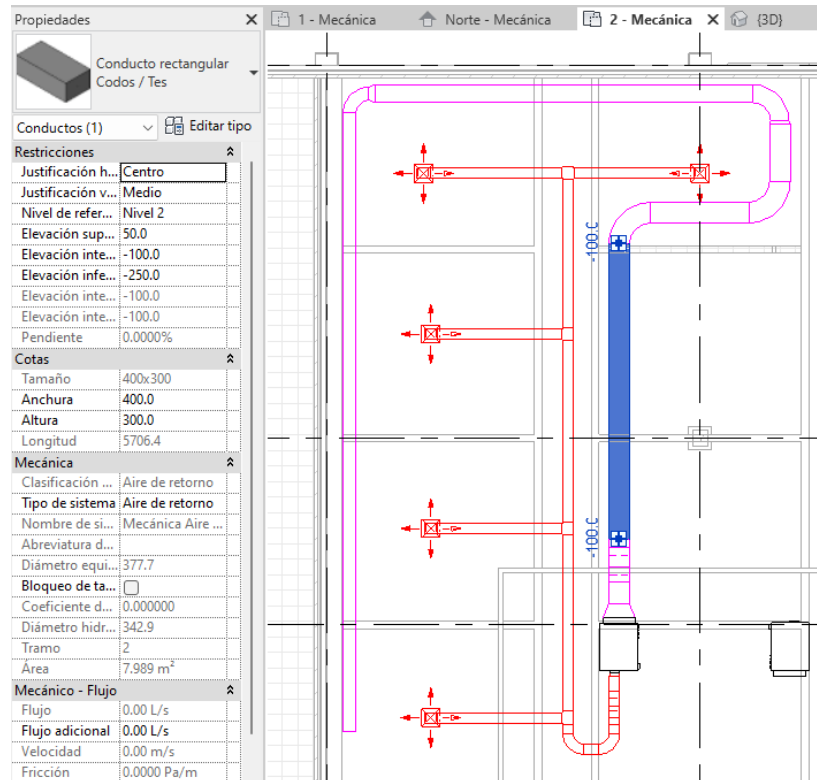 Propiedades
1 - Mecánica
Norte - Mecánica
2 - Mecánica
{3D}
Conducto rectangular
Codos / Tes
Conductos (1)
Editar tipo
Restricciones
Justificación h... Centro
Justificación v... Medio
Nivel de refer... Nivel 2
Elevación sup... 50.0
Elevación inte... -100.0
Elevación infe... -250.0
Elevación inte... -100.0
Elevación inte... -100.0
Pendiente 0.0000%
Cotas
Tamaño 400x300
Anchura 400.0
Altura 300.0
Longitud 5706.4
Mecánica
Clasificación ... Aire de retorno
Tipo de sistema Aire de retorno
Nombre de si... Mecánica Aire ...
Abreviatura d...
Diámetro equi... 377.7
Bloqueo de ta...
Coeficiente d... 0.000000
Diámetro hidr... 342.9
Tramo 2
Área 7.989 m²
Mecánico - Flujo
Flujo 0.00 L/s
Flujo adicional 0.00 L/s
Velocidad 0.00 m/s
Fricción 0.0000 Pa/m